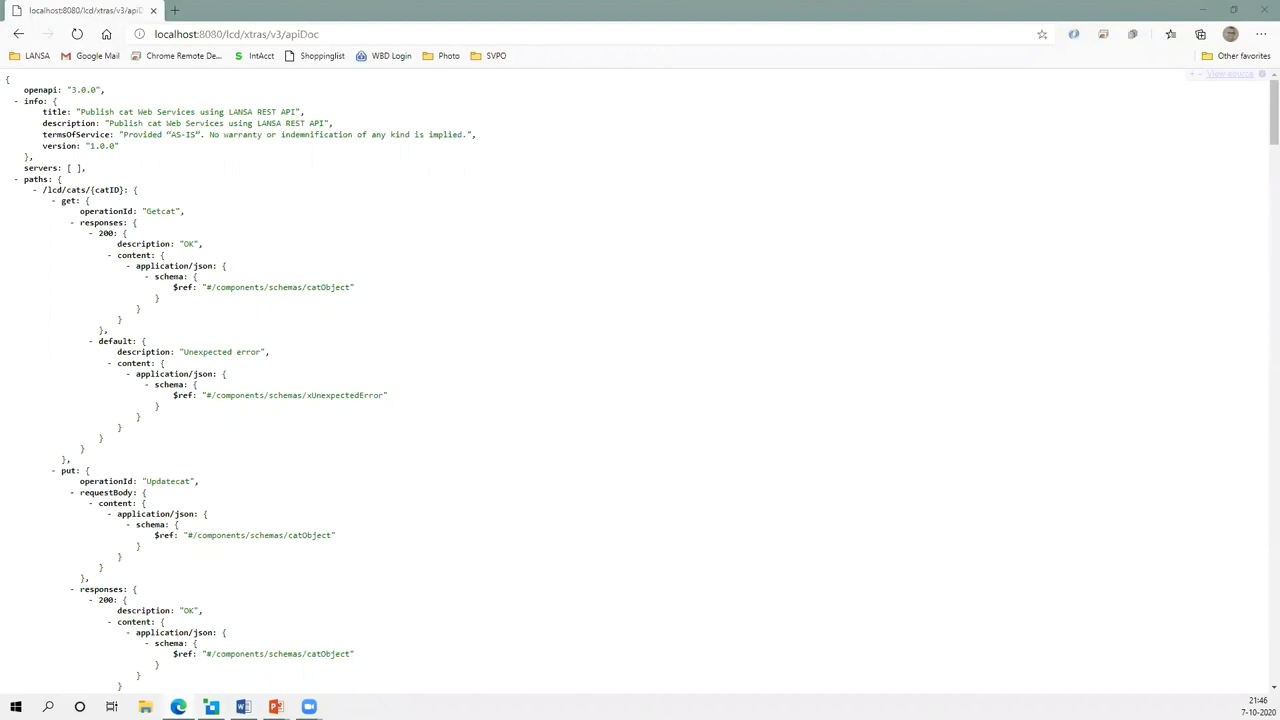 localhost:8080/lcd/xtras/v3/apiDoc
localhost:8080/lcd/xtras/v3/apiDoc
LANSA
Google Mail
Chrome Remote De...
IntAcct
Shoppinglist
WBD Login
Photo
SVPO
Other favorites
+ - View source
{
openapi: "3.0.0",
- info: {
title: "Publish cat Web Services using LANSA REST API",
description: "Publish cat Web Services using LANSA REST API",
termsOfService: "Provided “AS-IS”. No warranty or indemnification of any kind is implied.",
version: "1.0.0"
},
servers: [ ],
- paths: {
- /lcd/cats/{catID}: {
- get: {
operationId: "Getcat",
- responses: {
- 200: {
description: "OK",
- content: {
- application/json: {
- schema: {
$ref: "#/components/schemas/catObject"
}
}
}
},
- default: {
description: "Unexpected error",
- content: {
- application/json: {
- schema: {
$ref: "#/components/schemas/xUnexpectedError"
}
}
}
}
}
},
- put: {
operationId: "Updatecat",
- requestBody: {
- content: {
- application/json: {
- schema: {
$ref: "#/components/schemas/catObject"
}
}
}
},
- responses: {
- 200: {
description: "OK",
- content: {
- application/json: {
- schema: {
$ref: "#/components/schemas/catObject"
}
}
}
21:46
7-10-2020